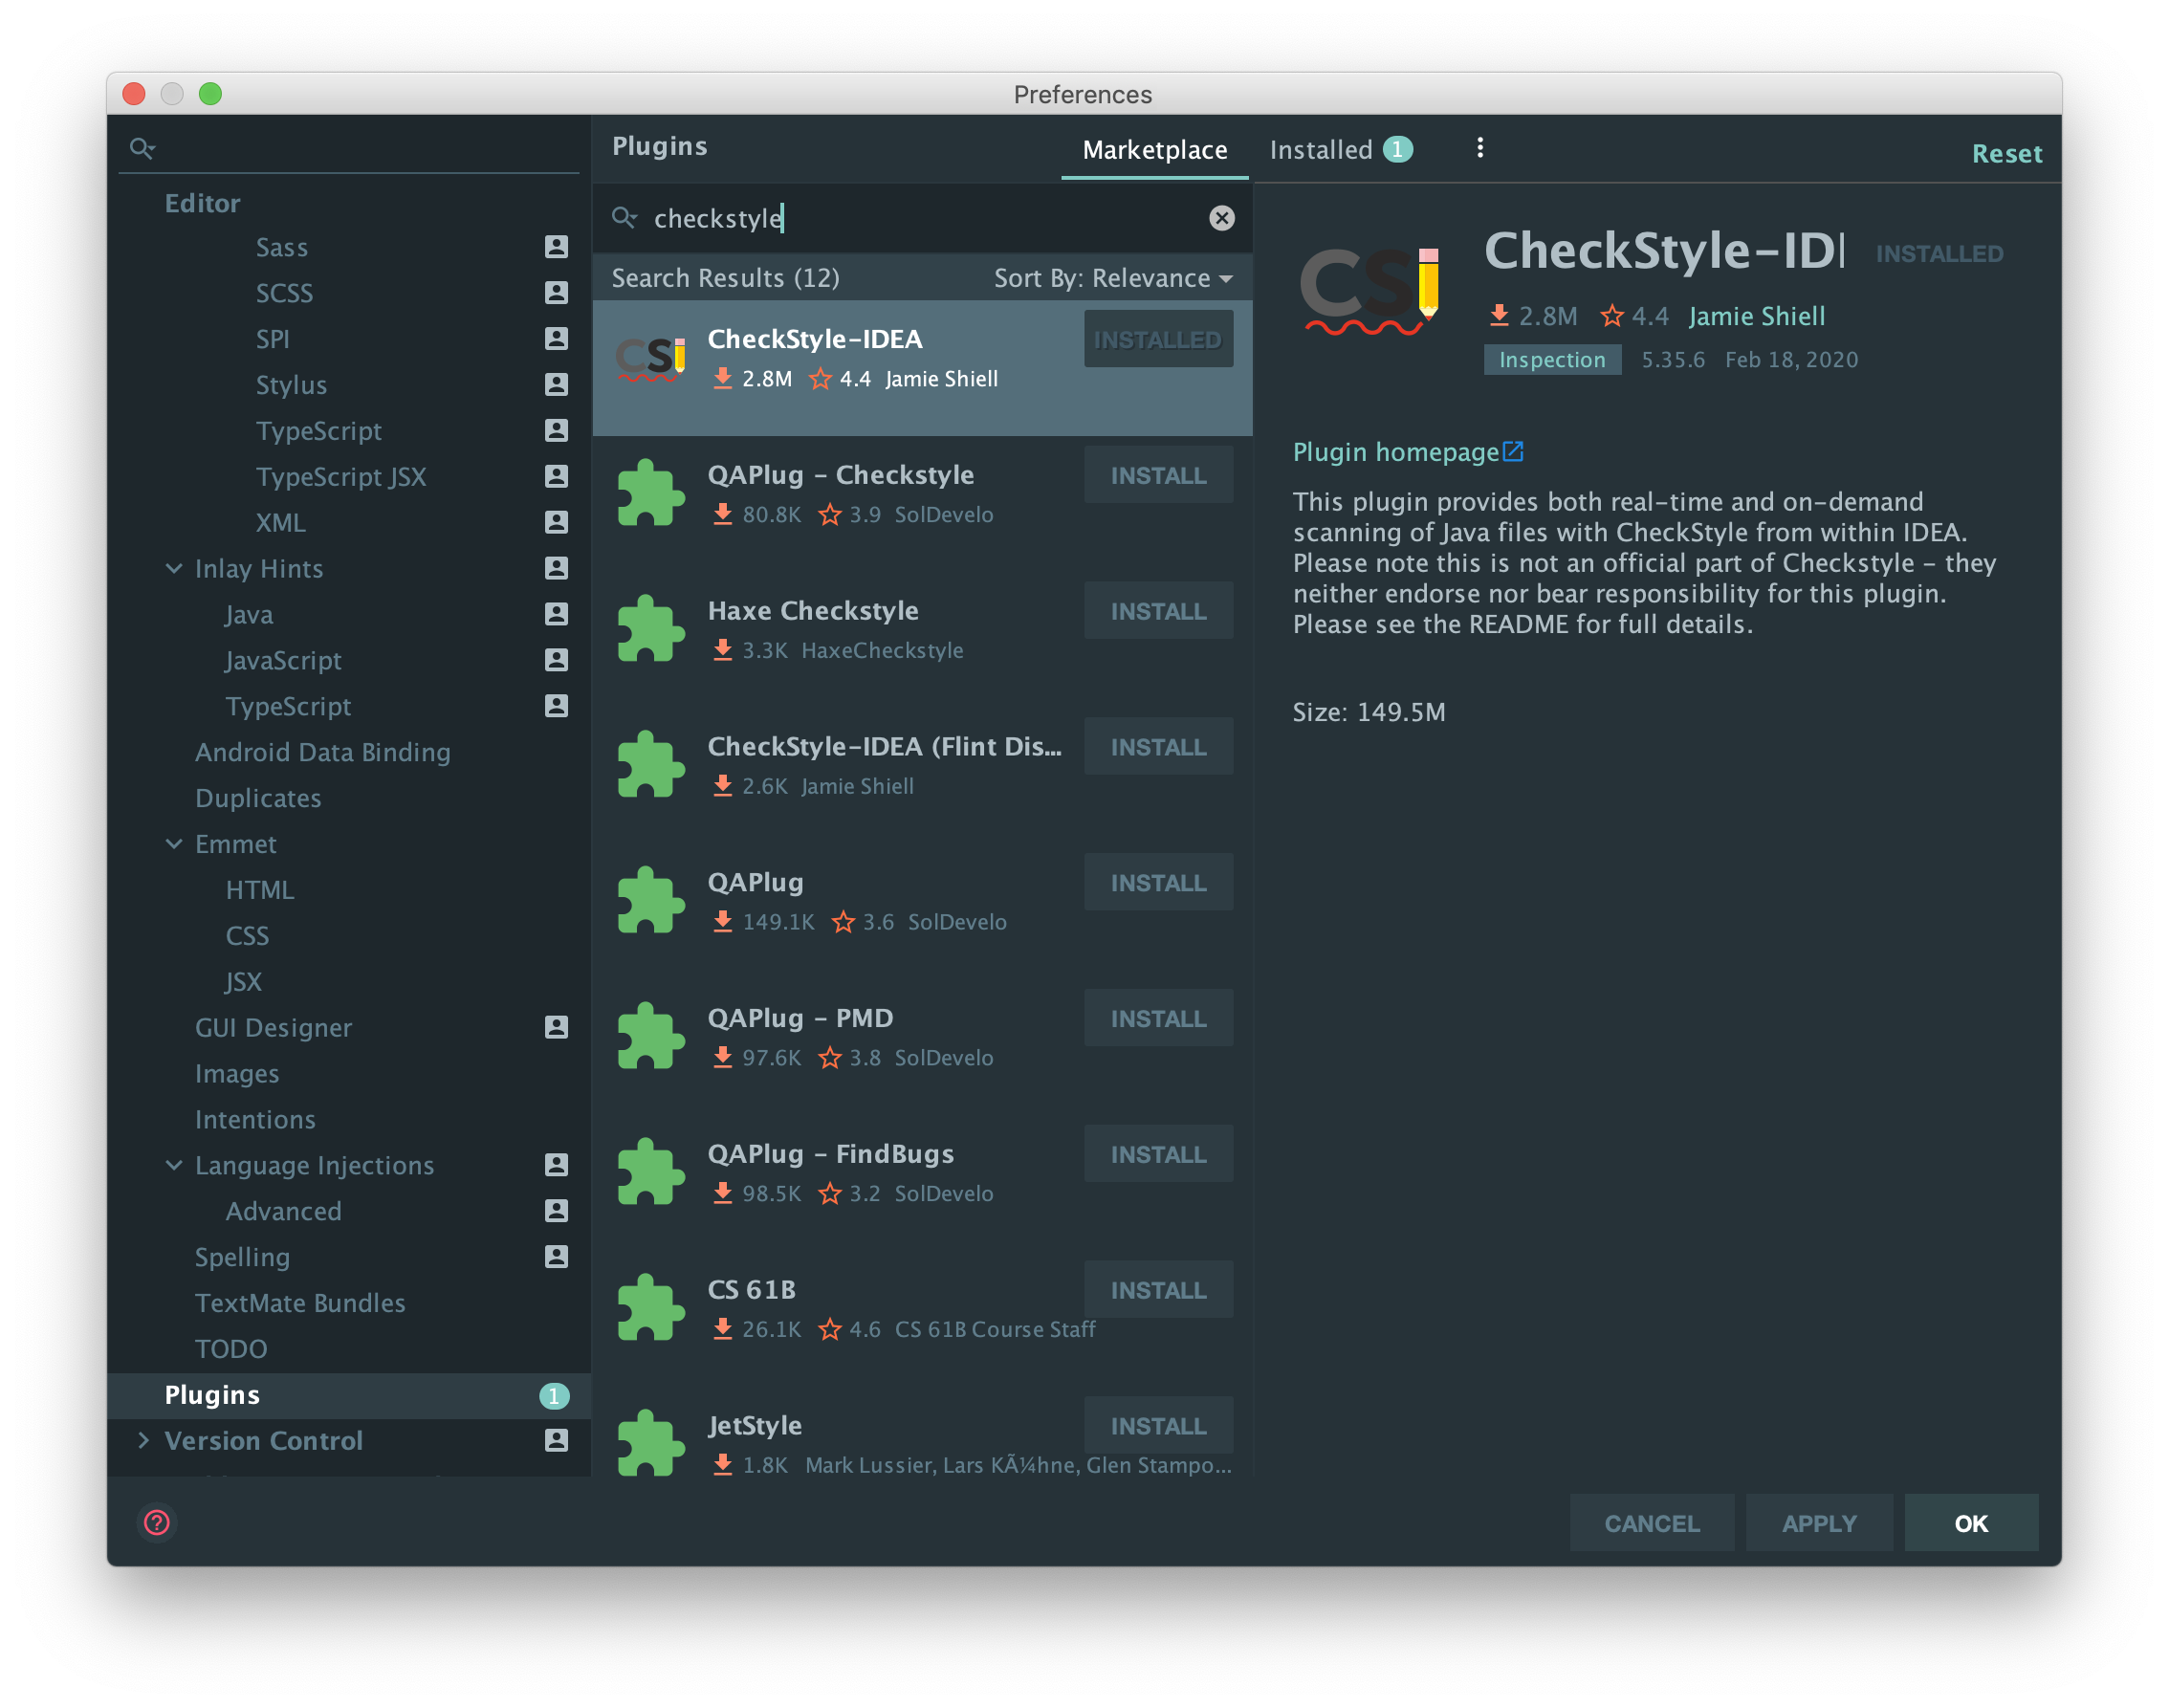 Preferences
Editor
Sass
SCSS
SPI
Stylus
TypeScript
TypeScript JSX
XML
Inlay Hints
Java
JavaScript
TypeScript
Android Data Binding
Duplicates
Emmet
HTML
CSS
JSX
GUI Designer
Images
Intentions
Language Injections
Advanced
Spelling
TextMate Bundles
TODO
Plugins 1
Version Control
Plugins
Marketplace
Installed 1
Reset
checkstyle
Search Results (12) Sort By: Relevance
CSI
CheckStyle-IDEA INSTALLED
2.8M 4.4 Jamie Shiell
QAPlug - Checkstyle INSTALL
80.8K 3.9 SolDevelo
Haxe Checkstyle INSTALL
3.3K HaxeCheckstyle
CheckStyle-IDEA (Flint Dis... INSTALL
2.6K Jamie Shiell
QAPlug INSTALL
149.1K 3.6 SolDevelo
QAPlug - PMD INSTALL
97.6K 3.8 SolDevelo
QAPlug - FindBugs INSTALL
98.5K 3.2 SolDevelo
CS 61B INSTALL
26.1K 4.6 CS 61B Course Staff
JetStyle INSTALL
1.8K Mark Lussier, Lars KÃ¼hne, Glen Stampo...
CSI
CheckStyle-ID INSTALLED
2.8M 4.4 Jamie Shiell
Inspection 5.35.6 Feb 18, 2020
Plugin homepage
This plugin provides both real-time and on-demand
scanning of Java files with CheckStyle from within IDEA.
Please note this is not an official part of Checkstyle - they
neither endorse nor bear responsibility for this plugin.
Please see the README for full details.
Size: 149.5M
?
CANCEL APPLY OK